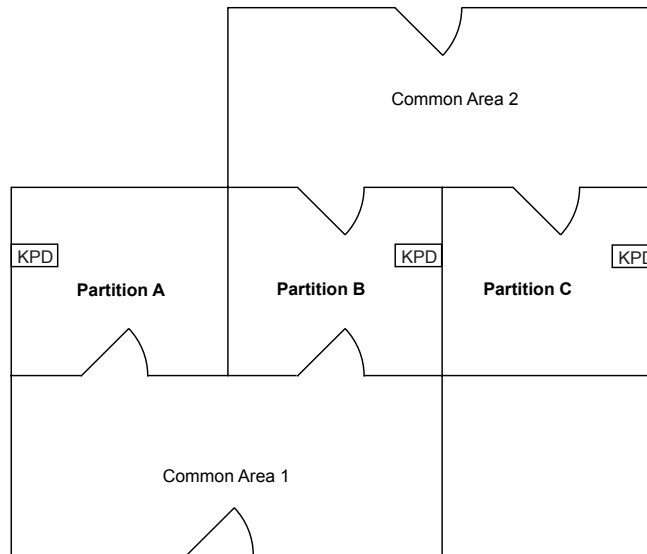 Common Area 2
KPD
KPD
KPD
Partition A
Partition B
Partition C
Common Area 1